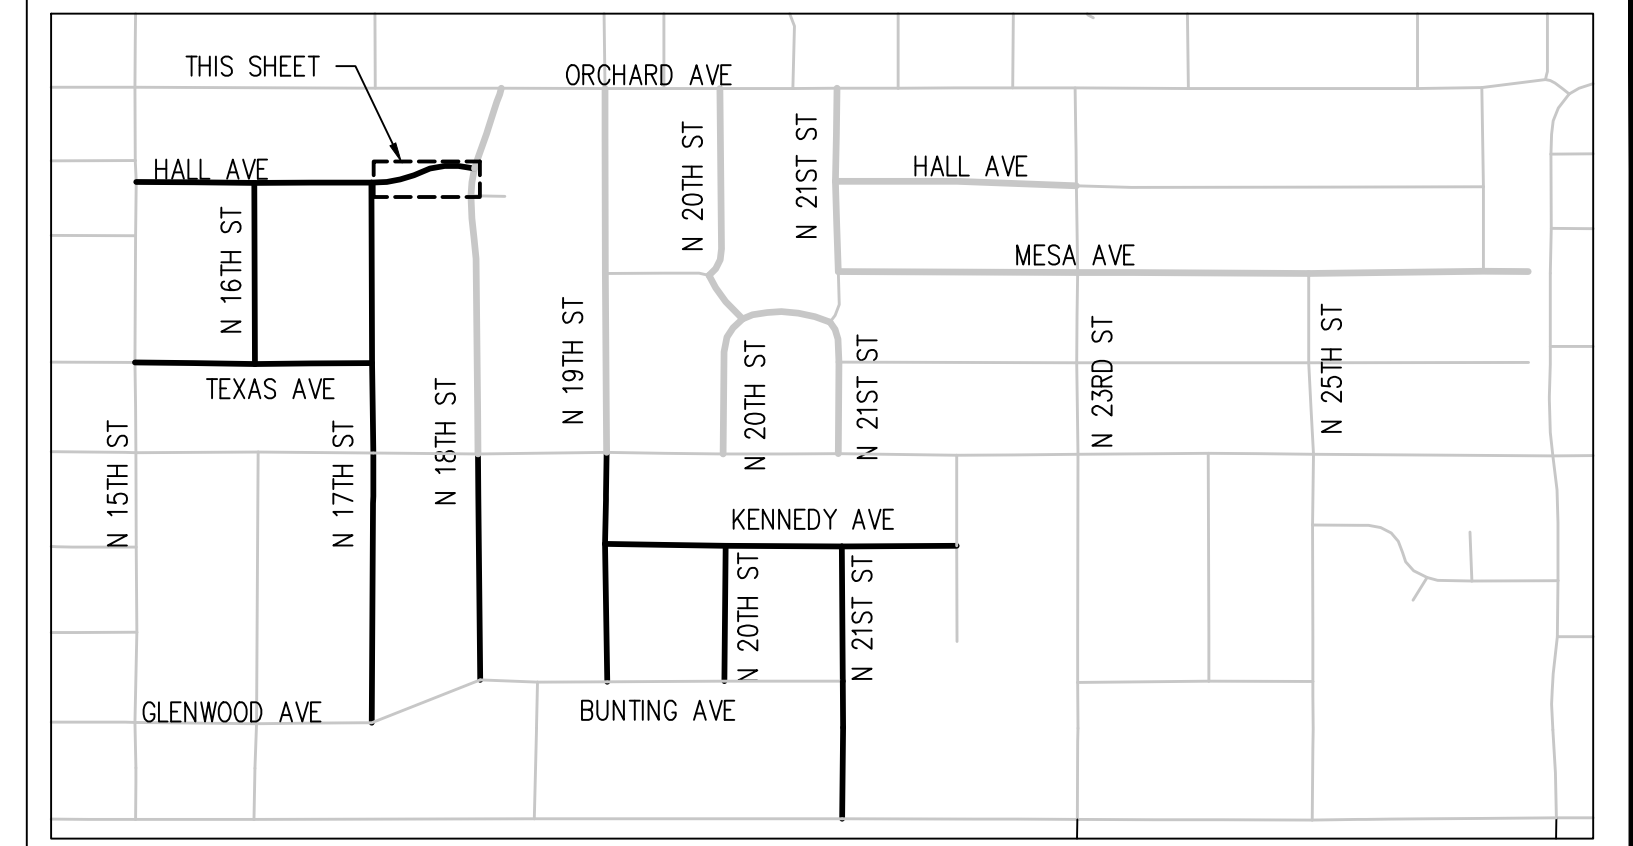 THIS SHEET
ORCHARD AVE
HALL AVE
HALL AVE
N 20TH ST
N 21ST ST
N 16TH ST
MESA AVE
N 19TH ST
N 23RD ST
N 25TH ST
N 20TH ST
N 21ST ST
TEXAS AVE
N 18TH ST
N 15TH ST
N 17TH ST
KENNEDY AVE
N 20TH ST
N 21ST ST
GLENWOOD AVE
BUNTING AVE